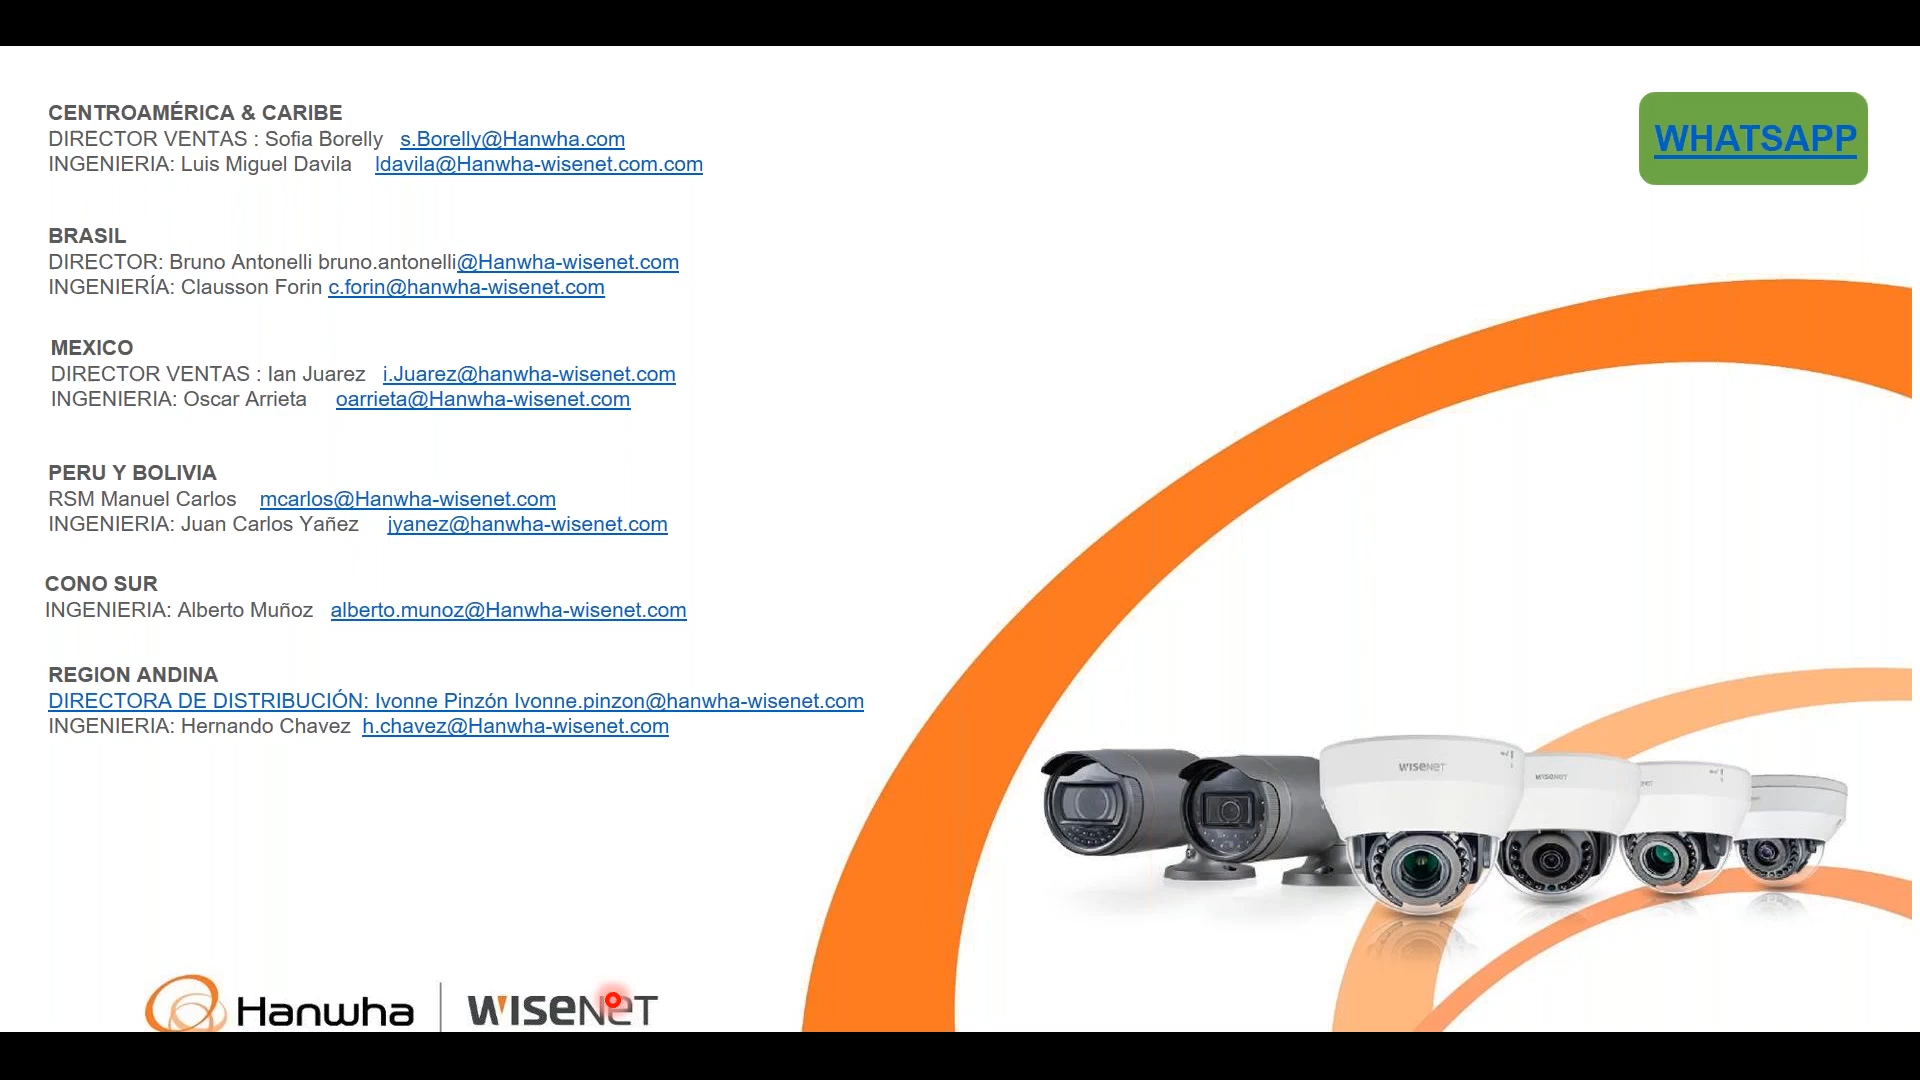 CENTROAMÉRICA & CARIBE
DIRECTOR VENTAS : Sofia Borelly s.Borelly@Hanwha.com
INGENIERIA: Luis Miguel Davila ldavila@Hanwha-wisenet.com.com
WHATSAPP
BRASIL
DIRECTOR: Bruno Antonelli bruno.antonelli@Hanwha-wisenet.com
INGENIERÍA: Clausson Forin c.forin@hanwha-wisenet.com
MEXICO
DIRECTOR VENTAS : Ian Juarez i.Juarez@hanwha-wisenet.com
INGENIERIA: Oscar Arrieta oarrieta@Hanwha-wisenet.com
PERU Y BOLIVIA
RSM Manuel Carlos mcarlos@Hanwha-wisenet.com
INGENIERIA: Juan Carlos Yañez jyanez@hanwha-wisenet.com
CONO SUR
INGENIERIA: Alberto Muñoz alberto.munoz@Hanwha-wisenet.com
REGION ANDINA
DIRECTORA DE DISTRIBUCIÓN: Ivonne Pinzón Ivonne.pinzon@hanwha-wisenet.com
INGENIERIA: Hernando Chavez h.chavez@Hanwha-wisenet.com
WISENET
WISENET
Hanwha | WISENET